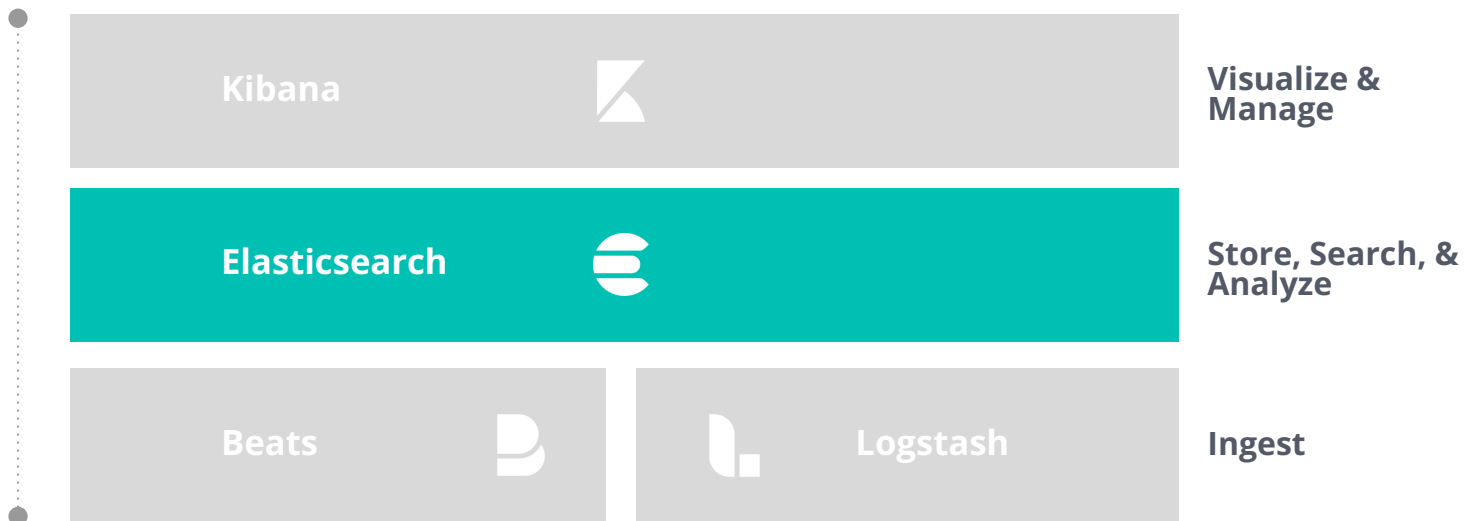 Kibana
Visualize &
Manage
Elasticsearch
Store, Search, &
Analyze
Beats
Logstash
Ingest